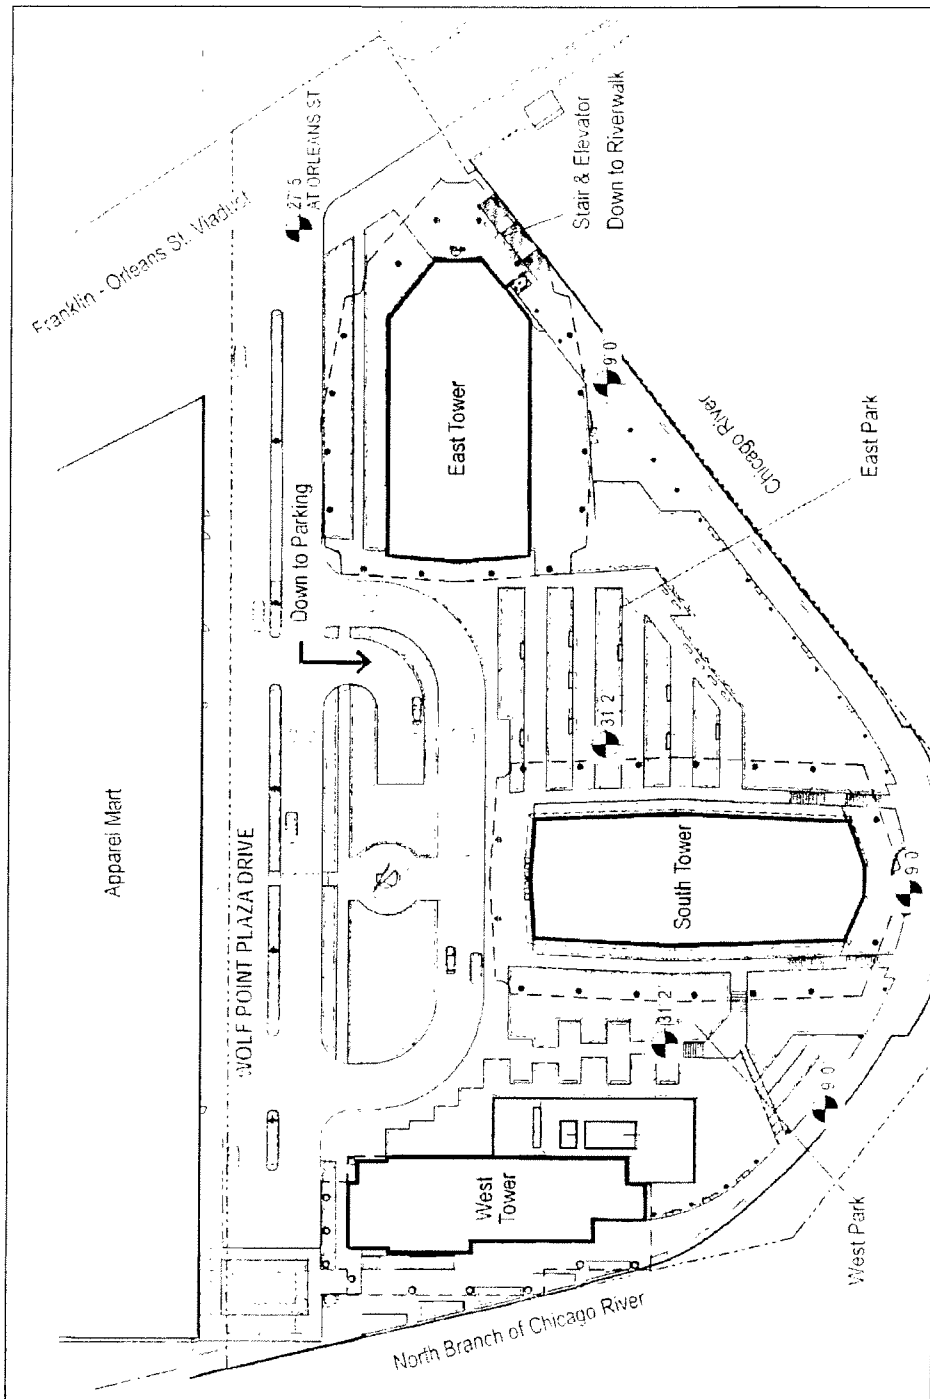 Franklin - Orleans St. Viaduct
27' 5
AT ORLEANS ST
Stair & Elevator
Down to Riverwalk
Apparel Mart
WOLF POINT PLAZA DRIVE
Down to Parking
East Tower
9' 0
Chicago River
East Park
31' 2
South Tower
9' 0
31' 2'
9' 0
West
Tower
West Park
North Branch of Chicago River